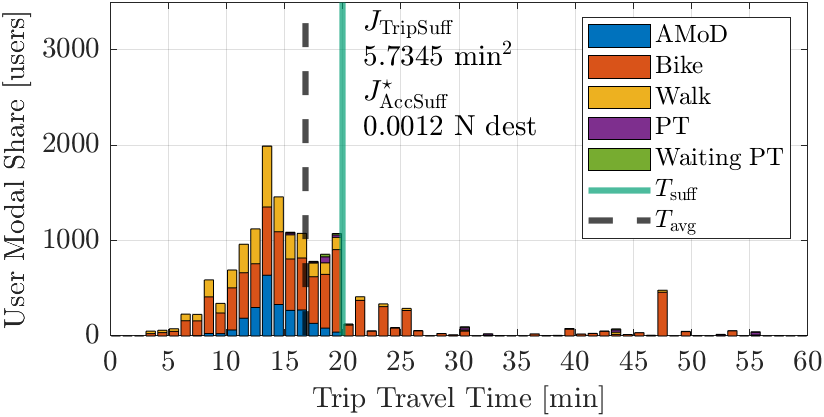 3000
2000
1000
0
User Modal Share [users]
J_TripSuff
5.7345 min²
J⋆_AccSuff
0.0012 N dest
AMoD
Bike
Walk
PT
Waiting PT
T_suff
T_avg
0 5 10 15 20 25 30 35 40 45 50 55 60
Trip Travel Time [min]